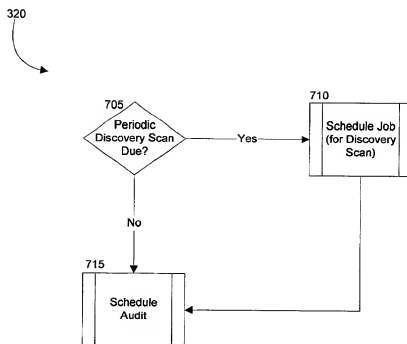 320
705
Periodic
Discovery Scan
Due?
Yes
710
Schedule Job
(for Discovery
Scan)
No
715
Schedule
Audit